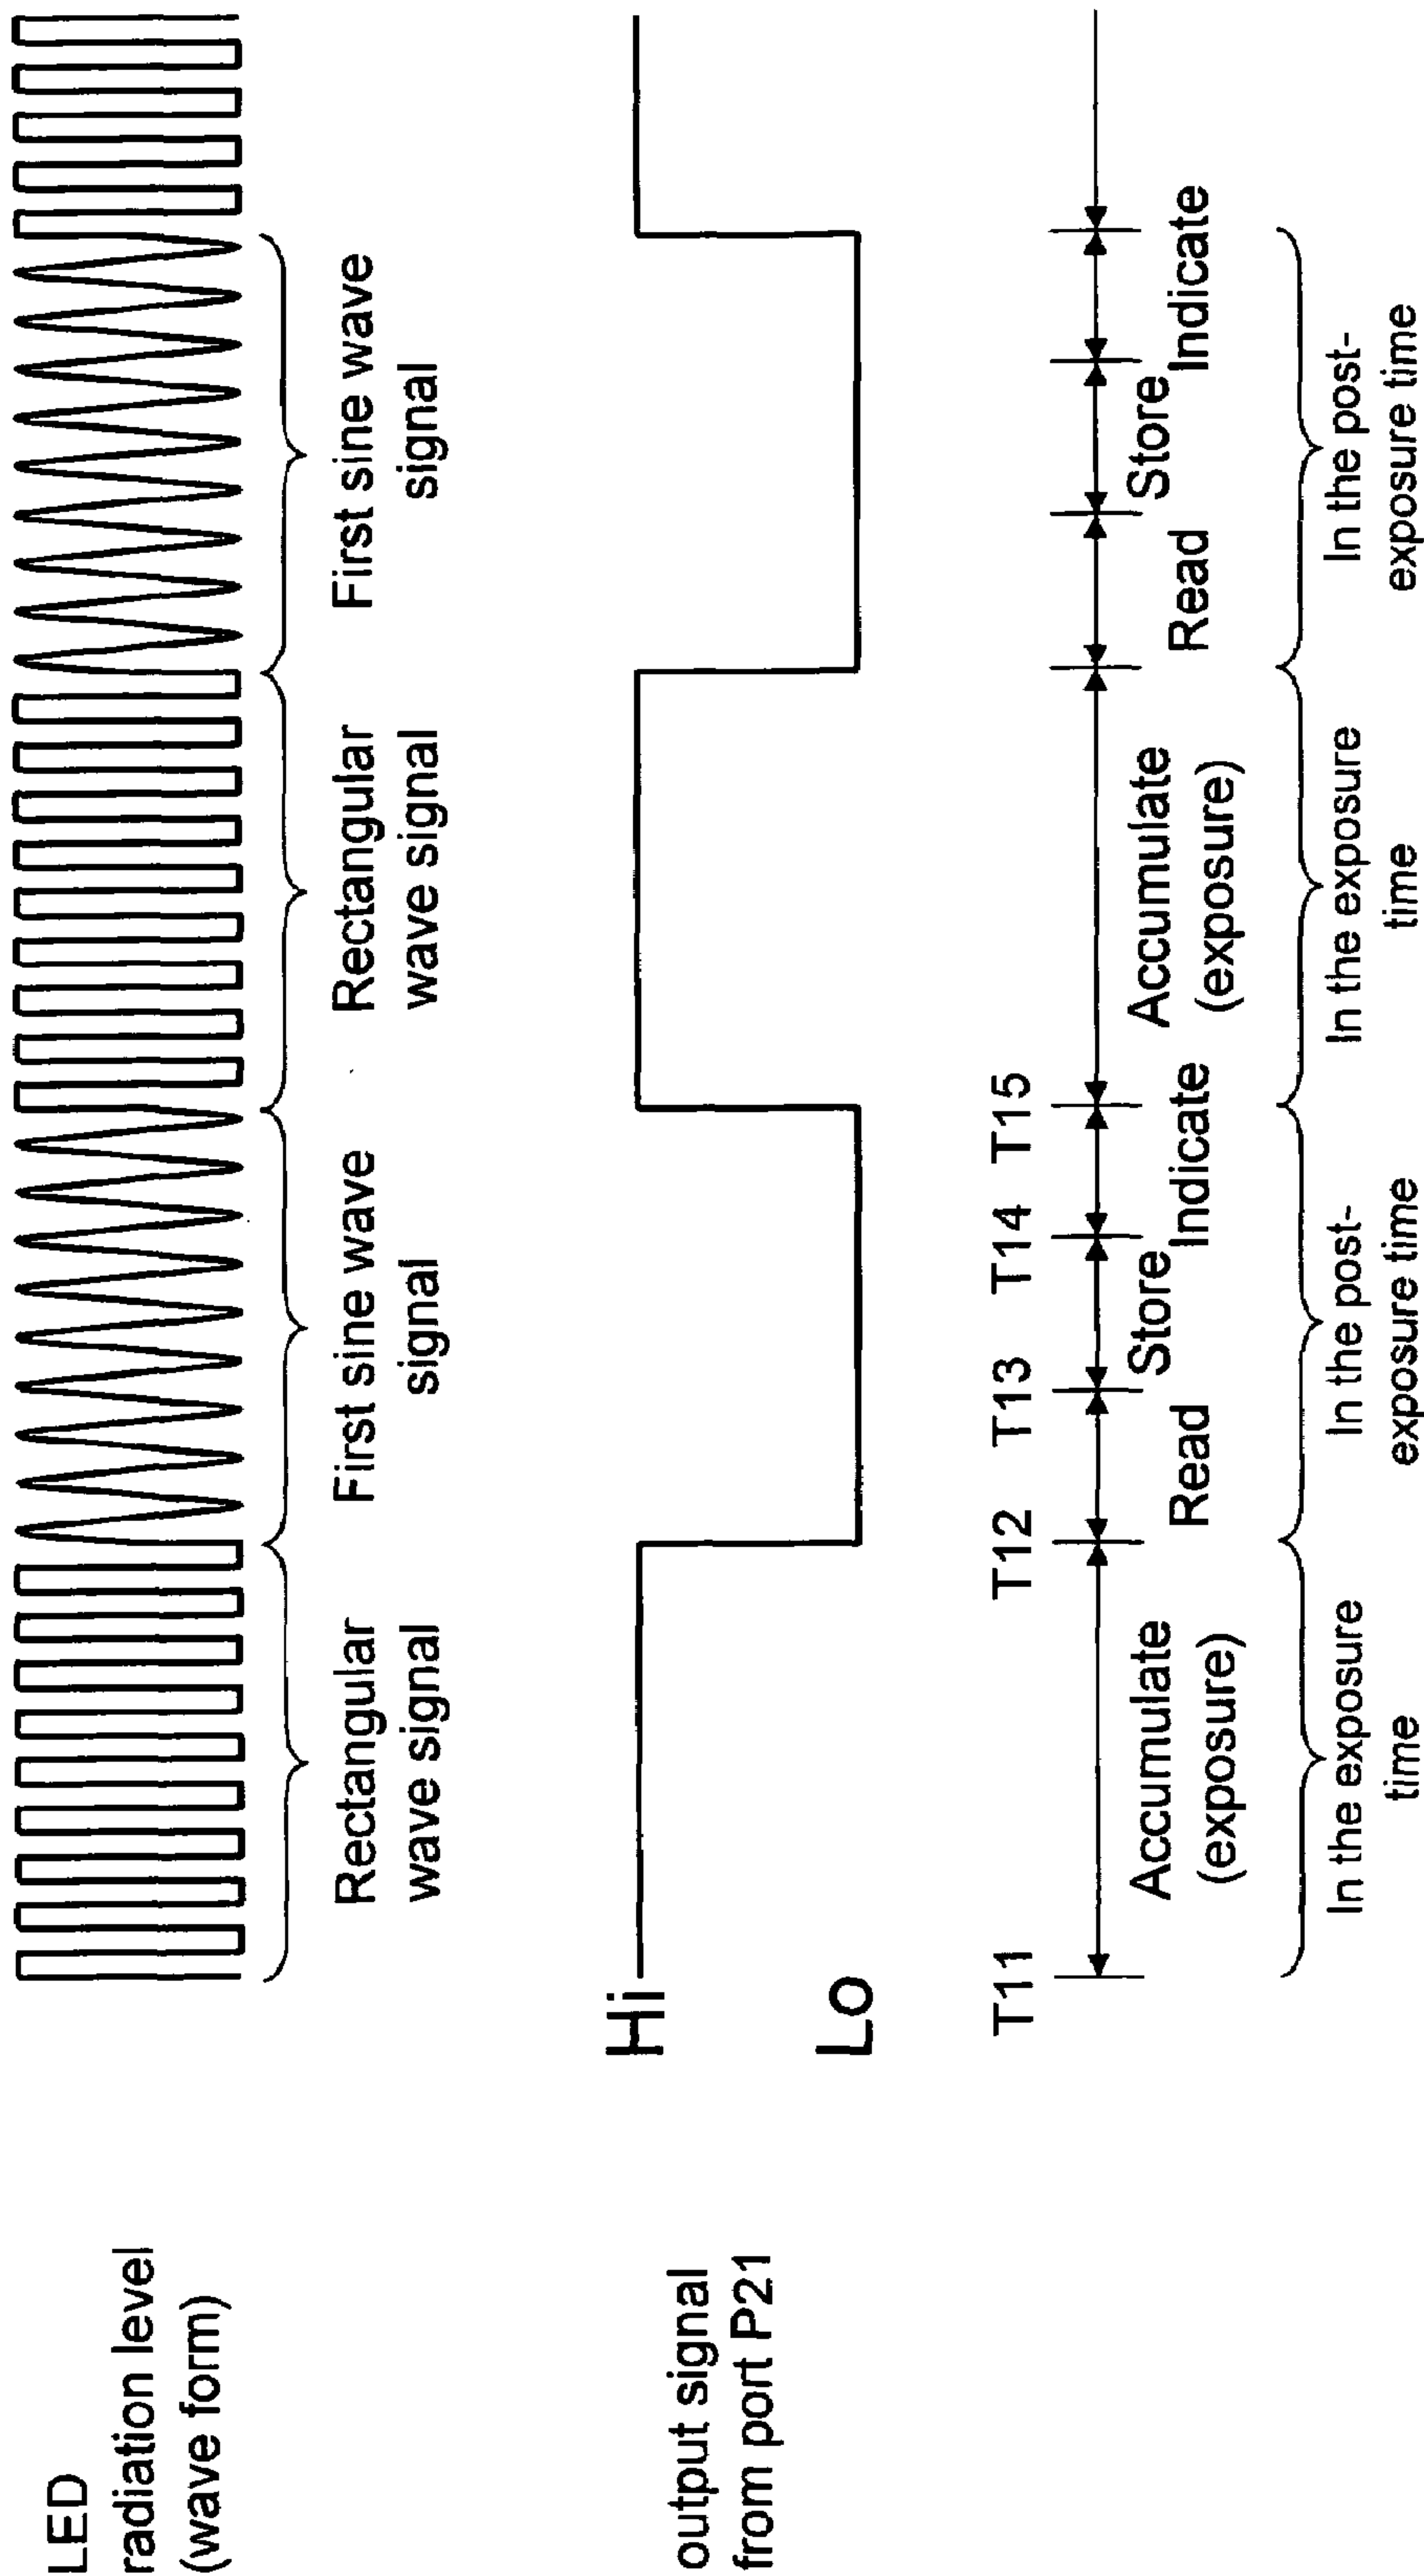 LED
radiation level
(wave form)
Rectangular
wave signal
First sine wave
signal
Rectangular
wave signal
First sine wave
signal
output signal
from port P21
Hi
Lo
T11
T12
T13
T14
T15
Accumulate
(exposure)
Read
Store
Indicate
Accumulate
(exposure)
Read
Store
Indicate
In the exposure
time
In the post-
exposure time
In the exposure
time
In the post-
exposure time